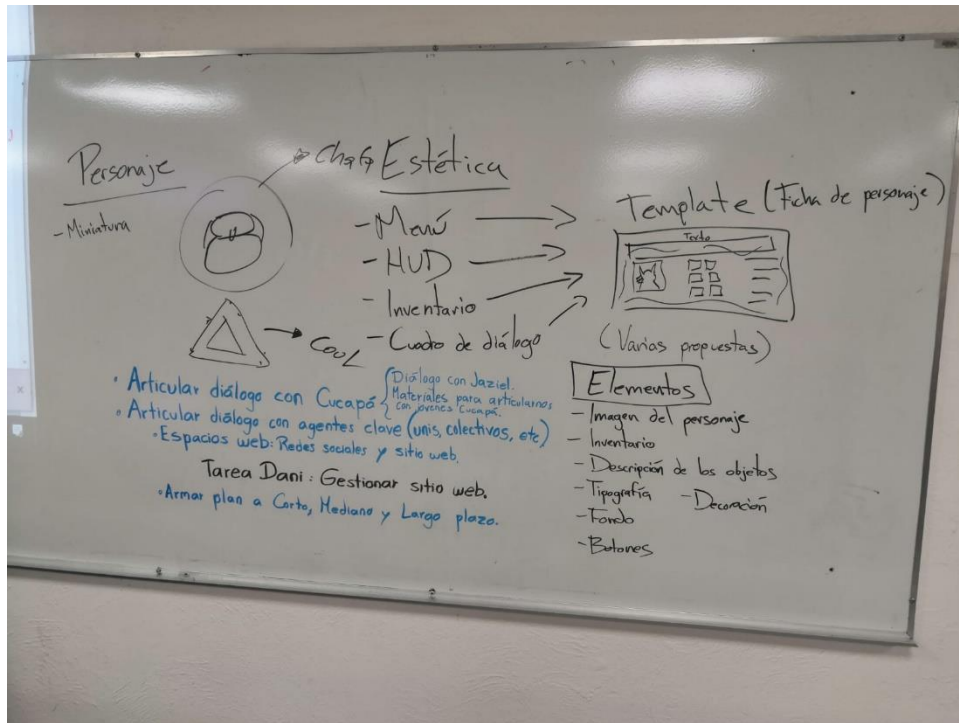 Personaje
- Miniatura
Chafa
Cool
Estética
- Menú
- HUD
- Inventario
- Cuadro de diálogo
Template (Ficha de personaje)
Texto
(Varias propuestas)
Elementos
- Imagen del personaje
- Inventario
- Descripción de los objetos
- Tipografía - Decoración
- Fondo
- Botones
• Articular diálogo con Cucapá { Diálogo con Jaziel.
Materiales para articularnos
con jóvenes Cucapá.
• Articular diálogo con agentes clave (unis, colectivos, etc)
• Espacios web: Redes sociales y sitio web.
Tarea Dani: Gestionar sitio web.
• Armar plan a Corto, Mediano y Largo plazo.